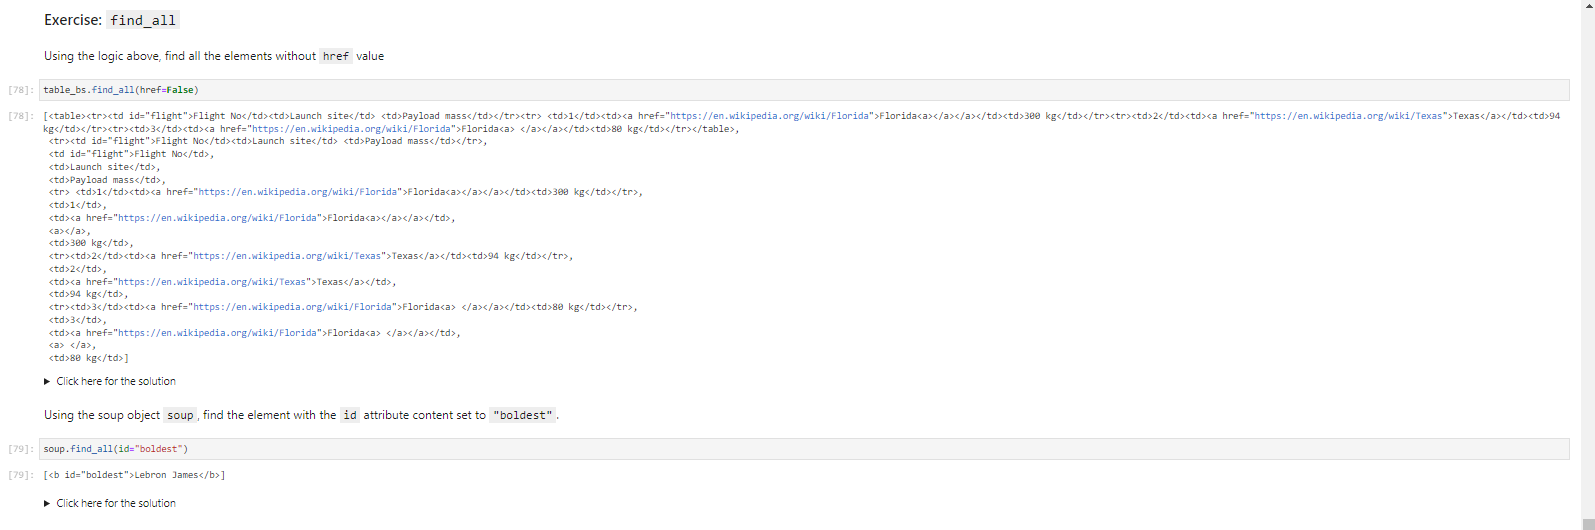 Exercise: find_all
Using the logic above, find all the elements without href value
[78]: table_bs.find_all(href=False)
[78]: [<table><tr><td id="flight">Flight No</td><td>Launch site</td> <td>Payload mass</td></tr><tr> <td>1</td><td><a href="https://en.wikipedia.org/wiki/Florida">Florida<a></a></a></td><td>300 kg</td></tr><tr><td>2</td><td><a href="https://en.wikipedia.org/wiki/Texas">Texas</a></td><td>94
kg</td></tr><tr><td>3</td><td><a href="https://en.wikipedia.org/wiki/Florida">Florida<a> </a></a></td><td>80 kg</td></tr></table>,
<tr><td id="flight">Flight No</td><td>Launch site</td> <td>Payload mass</td></tr>,
<td id="flight">Flight No</td>,
<td>Launch site</td>,
<td>Payload mass</td>,
<tr> <td>1</td><td><a href="https://en.wikipedia.org/wiki/Florida">Florida<a></a></a></td><td>300 kg</td></tr>,
<td>1</td>,
<td><a href="https://en.wikipedia.org/wiki/Florida">Florida<a></a></a></td>,
<a></a>,
<td>300 kg</td>,
<tr><td>2</td><td><a href="https://en.wikipedia.org/wiki/Texas">Texas</a></td><td>94 kg</td></tr>,
<td>2</td>,
<td><a href="https://en.wikipedia.org/wiki/Texas">Texas</a></td>,
<td>94 kg</td>,
<tr><td>3</td><td><a href="https://en.wikipedia.org/wiki/Florida">Florida<a> </a></a></td><td>80 kg</td></tr>,
<td>3</td>,
<td><a href="https://en.wikipedia.org/wiki/Florida">Florida<a> </a></a></td>,
<a> </a>,
<td>80 kg</td>]
Click here for the solution
Using the soup object soup, find the element with the id attribute content set to "boldest".
[79]: soup.find_all(id="boldest")
[79]: [<b id="boldest">Lebron James</b>]
Click here for the solution